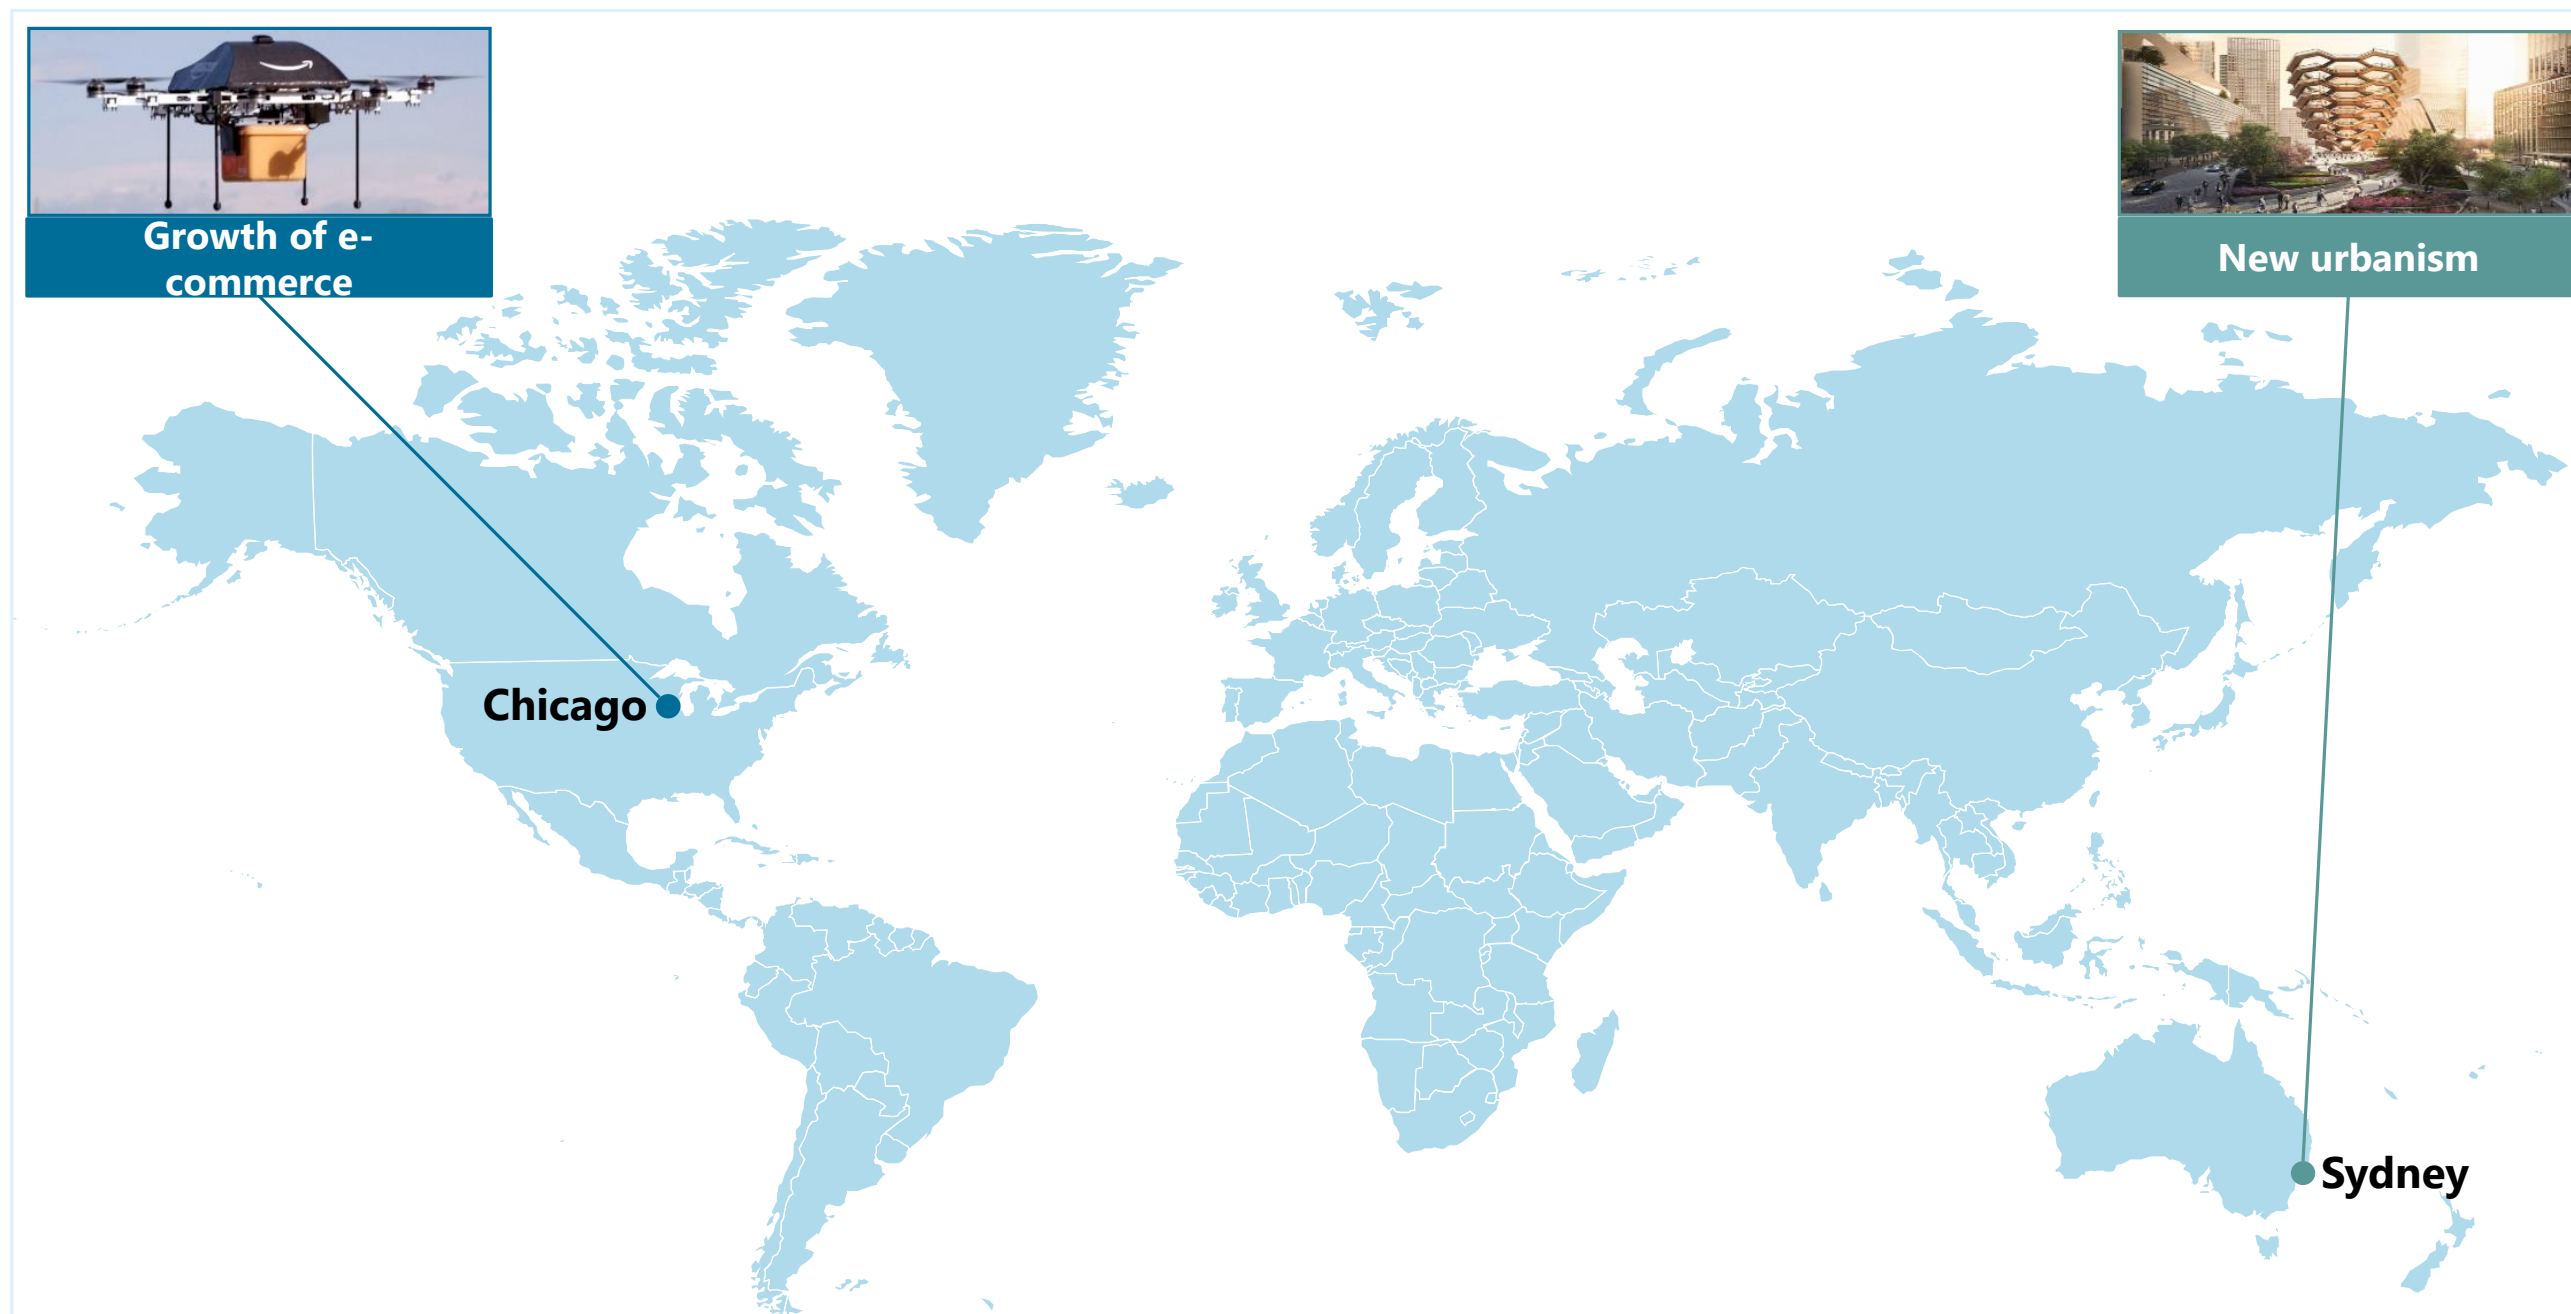 Growth of e-
commerce
New urbanism
Chicago
Sydney